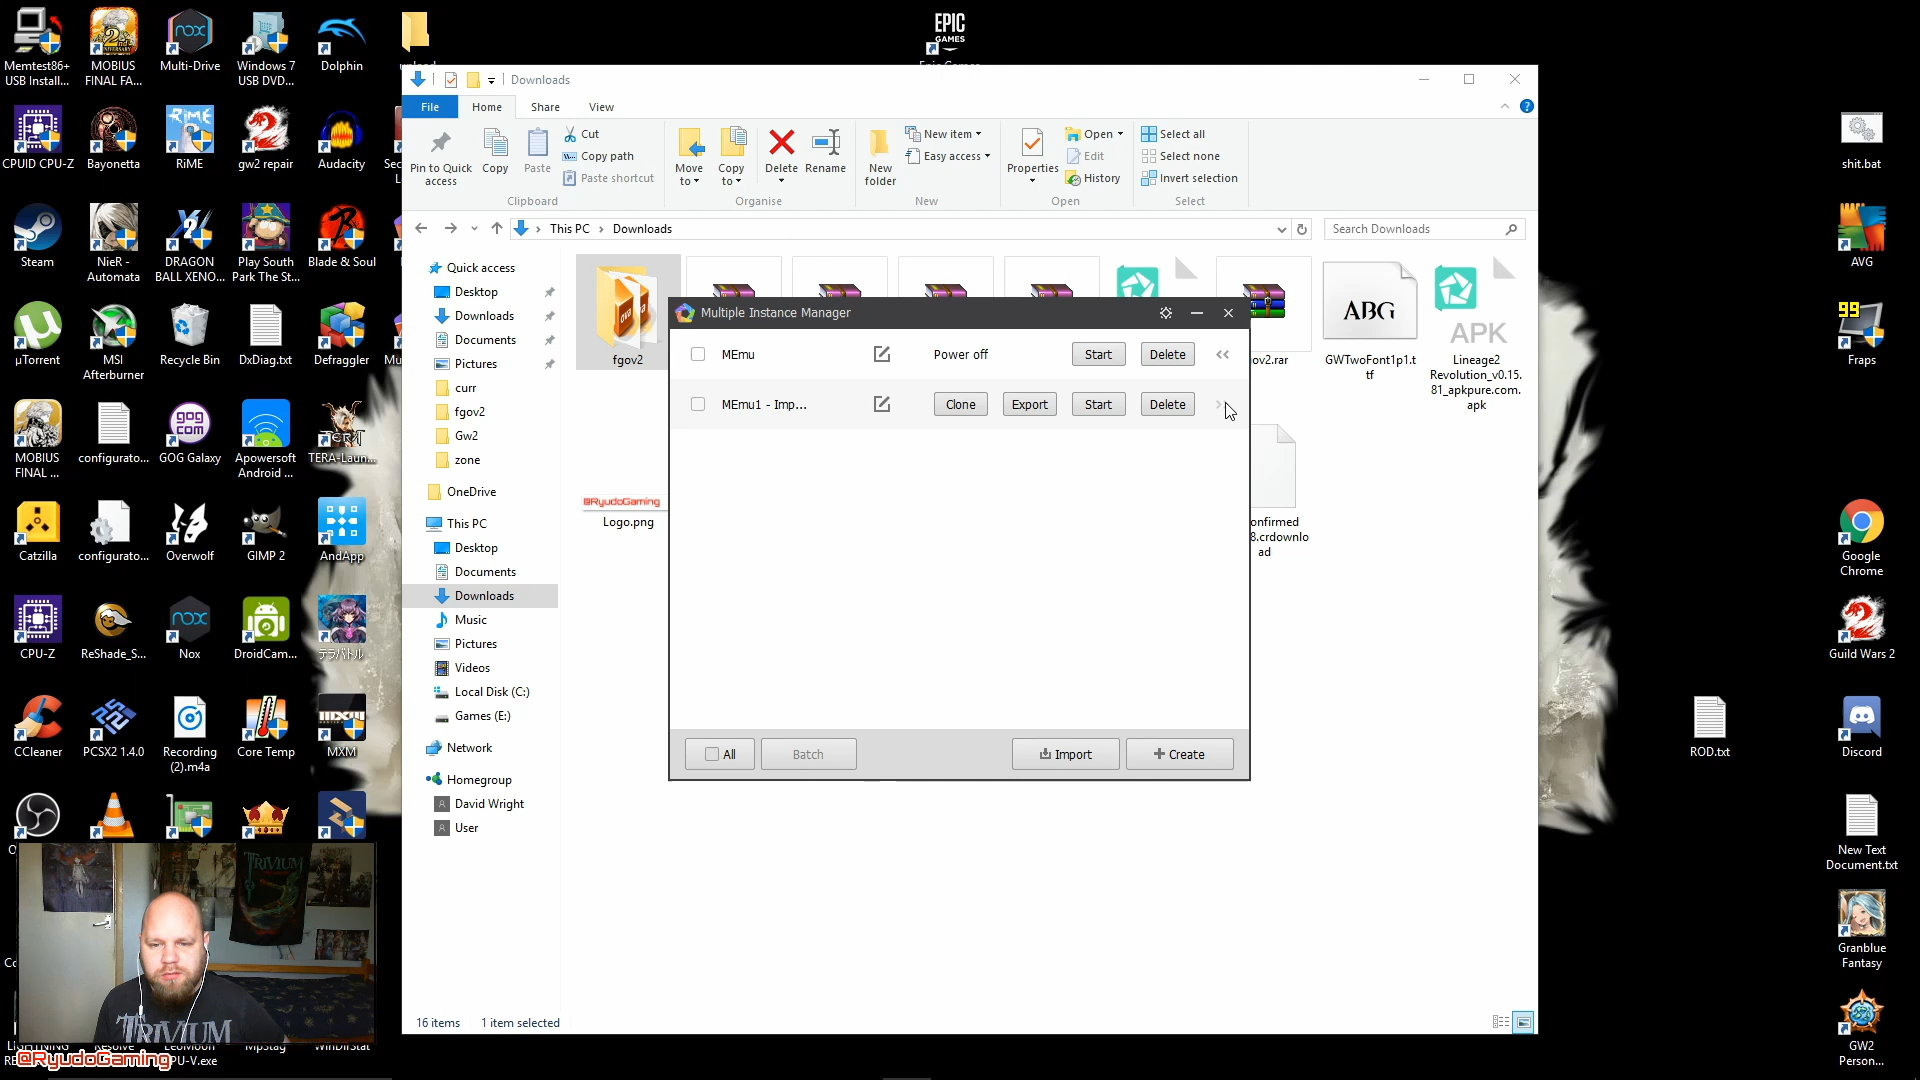 Memtest86+
USB Install...
MOBIUS
FINAL FA...
Multi-Drive
Windows 7
USB DVD...
Dolphin
EPIC
GAMES
Downloads
File
Home
Share
View
Pin to Quick
access
Copy
Paste
Cut
Copy path
Paste shortcut
Clipboard
Move
to
Copy
to
Delete
Rename
Organise
New
folder
New item
Easy access
New
Properties
Open
Edit
History
Open
Select all
Select none
Invert selection
Select
This PC
Downloads
Search Downloads
CPUID CPU-Z
Bayonetta
RiME
gw2 repair
Audacity
Steam
NieR -
Automata
DRAGON
BALL XENO...
Play South
Park The St...
Blade & Soul
µTorrent
MSI
Afterburner
Recycle Bin
DxDiag.txt
Defraggler
MOBIUS
FINAL ...
configurato...
GOG Galaxy
Apowersoft
Android ...
TERA-Laun...
Catzilla
configurato...
Overwolf
GIMP 2
AndApp
CPU-Z
ReShade_S...
Nox
DroidCam...
テラバトル
CCleaner
PCSX2 1.4.0
Recording
(2).m4a
Core Temp
MXM
Quick access
Desktop
Downloads
Documents
Pictures
curr
fgov2
Gw2
zone
OneDrive
This PC
Desktop
Documents
Downloads
Music
Pictures
Videos
Local Disk (C:)
Games (E:)
Network
Homegroup
David Wright
User
16 items
1 item selected
fgov2
ov2.rar
ABG
GWTwoFont1p1.t
tf
APK
Lineage2
Revolution_v0.15.
81_apkpure.com.
apk
@RyudoGaming
Logo.png
onfirmed
8.crdownlo
ad
Multiple Instance Manager
MEmu
Power off
Start
Delete
MEmu1 - Imp...
Clone
Export
Start
Delete
All
Batch
Import
Create
shit.bat
AVG
99
Fraps
Google
Chrome
Guild Wars 2
ROD.txt
Discord
New Text
Document.txt
Granblue
Fantasy
GW2
Person...
TRIVIUM
TRIVIUM
@RyudoGaming
PU-V.exe